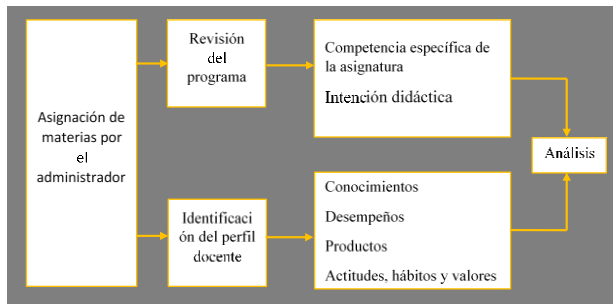 Asignación de
materias por
el
administrador
Revisión
del
programa
Competencia específica de
la asignatura
Intención didáctica
Análisis
Identificaci
ón del perfil
docente
Conocimientos
Desempeños
Productos
Actitudes, hábitos y valores